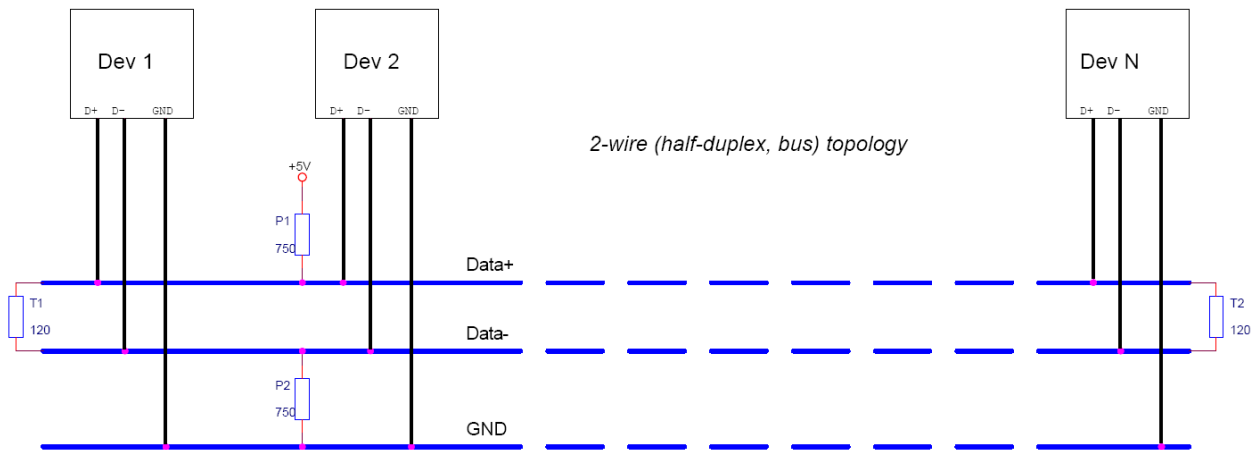 Dev 1
Dev 2
Dev N
D+ D- GND
D+ D- GND
D+ D- GND
2-wire (half-duplex, bus) topology
+5V
P1
750
Data+
T1
120
T2
120
Data-
P2
750
GND